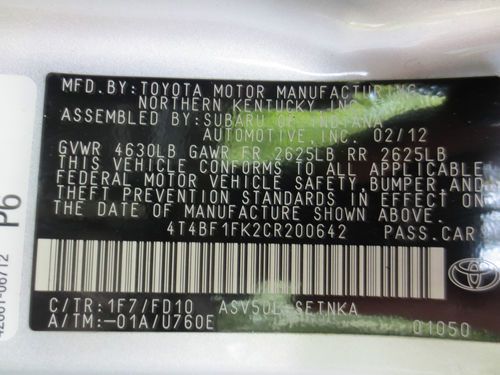 MFD. BY: TOYOTA MOTOR MANUFACTURING
NORTHERN KENTUCKY, INC.
ASSEMBLED BY: SUBARU OF INDIANA
AUTOMOTIVE INC. 02/12
GVWR 4630LB GAWR FR 2625LB RR 2625LB
THIS VEHICLE CONFORMS TO ALL APPLICABLE
FEDERAL MOTOR VEHICLE SAFETY, BUMPER, AND
THEFT PREVENTION STANDARDS IN EFFECT ON
THE DATE OF MANUFACTURE SHOWN ABOVE.
4T4BF1FK2CR200642 PASS. CAR
C/TR: 1F7/FD10 ASV50L-SETNKA
A/TM: -01A/U760E 01050
TOYOTA
P6